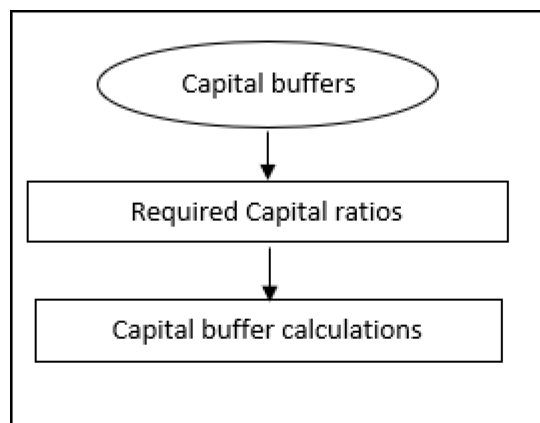 Capital buffers
Required Capital ratios
Capital buffer calculations